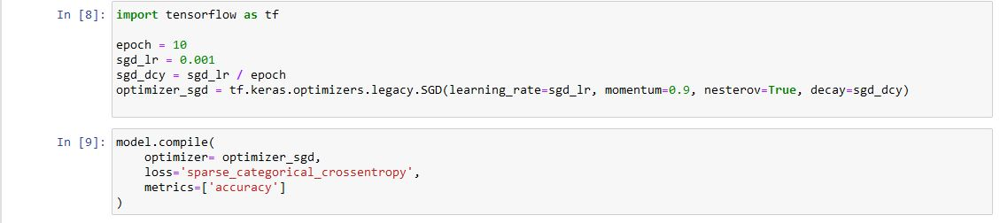 In [8]: import tensorflow as tf
epoch = 10
sgd_lr = 0.001
sgd_dcy = sgd_lr / epoch
optimizer_sgd = tf.keras.optimizers.legacy.SGD(learning_rate=sgd_lr, momentum=0.9, nesterov=True, decay=sgd_dcy)
In [9]: model.compile(
optimizer= optimizer_sgd,
loss='sparse_categorical_crossentropy',
metrics=['accuracy']
)